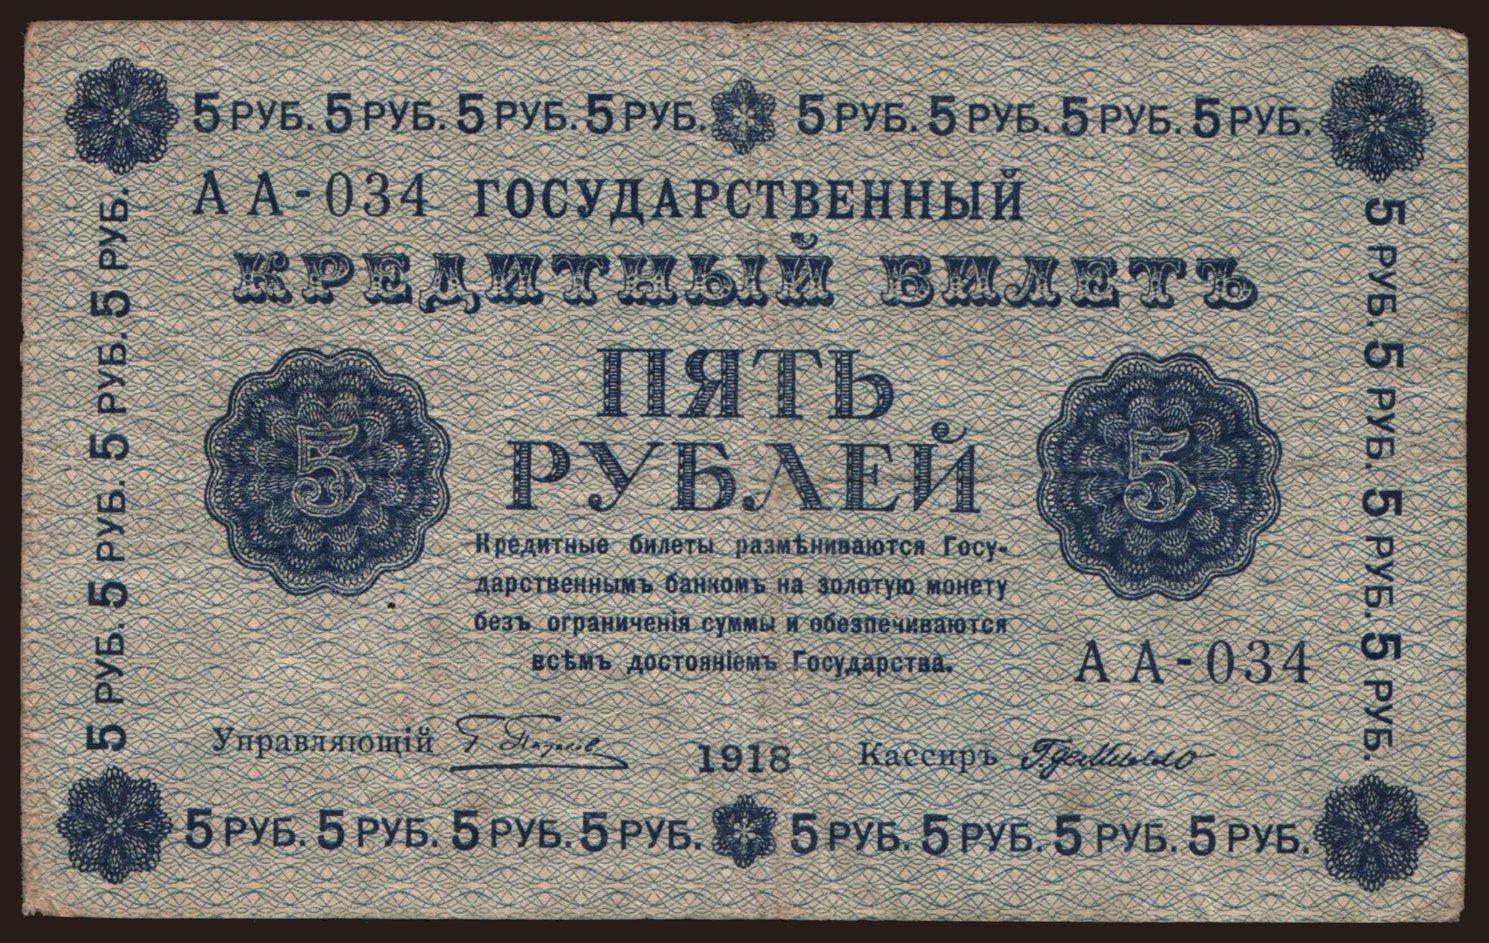 5 РУБ. 5 РУБ. 5 РУБ. 5 РУБ. 5 РУБ. 5 РУБ. 5 РУБ. 5 РУБ.
АА-034 ГОСУДАРСТВЕННЫЙ
КРЕДИТНЫЙ БИЛЕТЪ
5 РУБ. 5 РУБ. 5 РУБ. 5 РУБ.
5
ПЯТЬ
РУБЛЕЙ
5
5 РУБ. 5 РУБ. 5 РУБ. 5 РУБ.
Кредитные билеты размѣниваются Госу-
дарственнымъ банкомъ на золотую монету
безъ ограниченія суммы и обезпечиваются
всѣмъ достояніемъ Государства.
АА-034
Управляющій
1918
Кассиръ
5 РУБ. 5 РУБ. 5 РУБ. 5 РУБ. 5 РУБ. 5 РУБ. 5 РУБ. 5 РУБ.